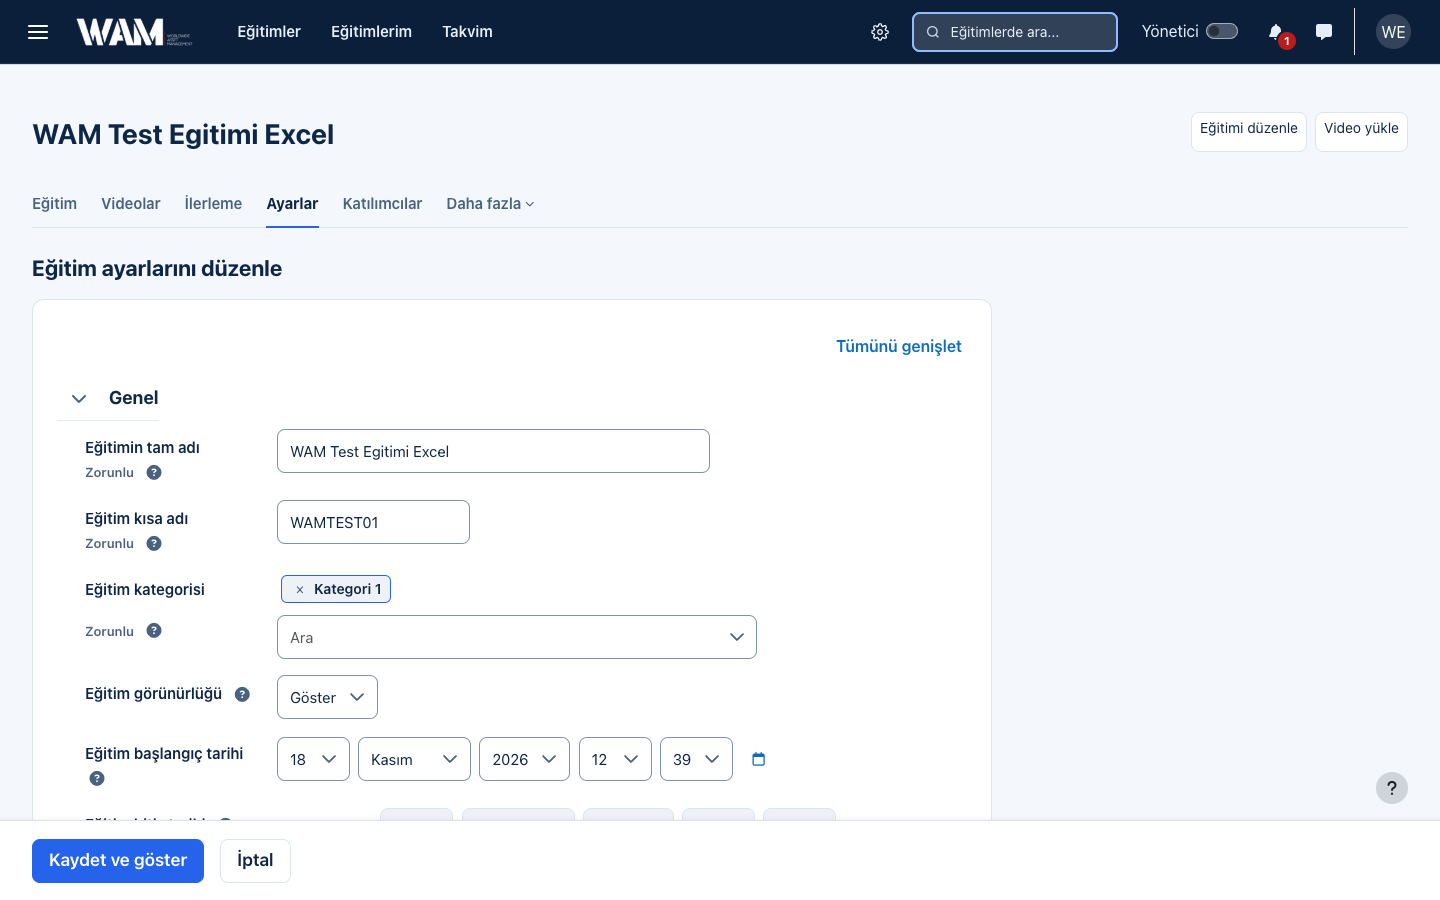 WAM
Eğitimler
Eğitimlerim
Takvim
Eğitimlerde ara...
Yönetici
1
WE
WAM Test Egitimi Excel
Eğitimi düzenle
Video yükle
Eğitim
Videolar
İlerleme
Ayarlar
Katılımcılar
Daha fazla
Eğitim ayarlarını düzenle
Tümünü genişlet
Genel
Eğitimin tam adı
Zorunlu ?
WAM Test Egitimi Excel
Eğitim kısa adı
Zorunlu ?
WAMTEST01
Eğitim kategorisi
× Kategori 1
Zorunlu ?
Ara
Eğitim görünürlüğü ?
Göster
Eğitim başlangıç tarihi
?
18
Kasım
2026
12
39
?
Kaydet ve göster
İptal